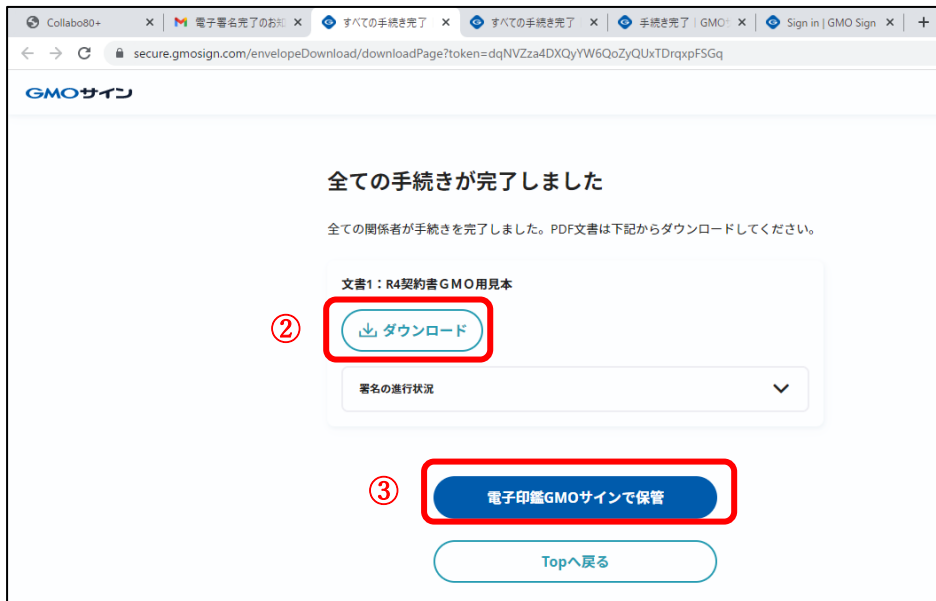 Collabo80+
電子署名完了のお知
すべての手続き完了
すべての手続き完了
手続き完了 | GMO
Sign in | GMO Sign
secure.gmosign.com/envelopeDownload/downloadPage?token=dqNVZza4DXQyYW6QoZyQUxTDrqxpFSGq
GMOサイン
全ての手続きが完了しました
全ての関係者が手続きを完了しました。PDF文書は下記からダウンロードしてください。
文書1：R4契約書ＧＭＯ用見本
② ダウンロード
署名の進行状況
③ 電子印鑑GMOサインで保管
Topへ戻る